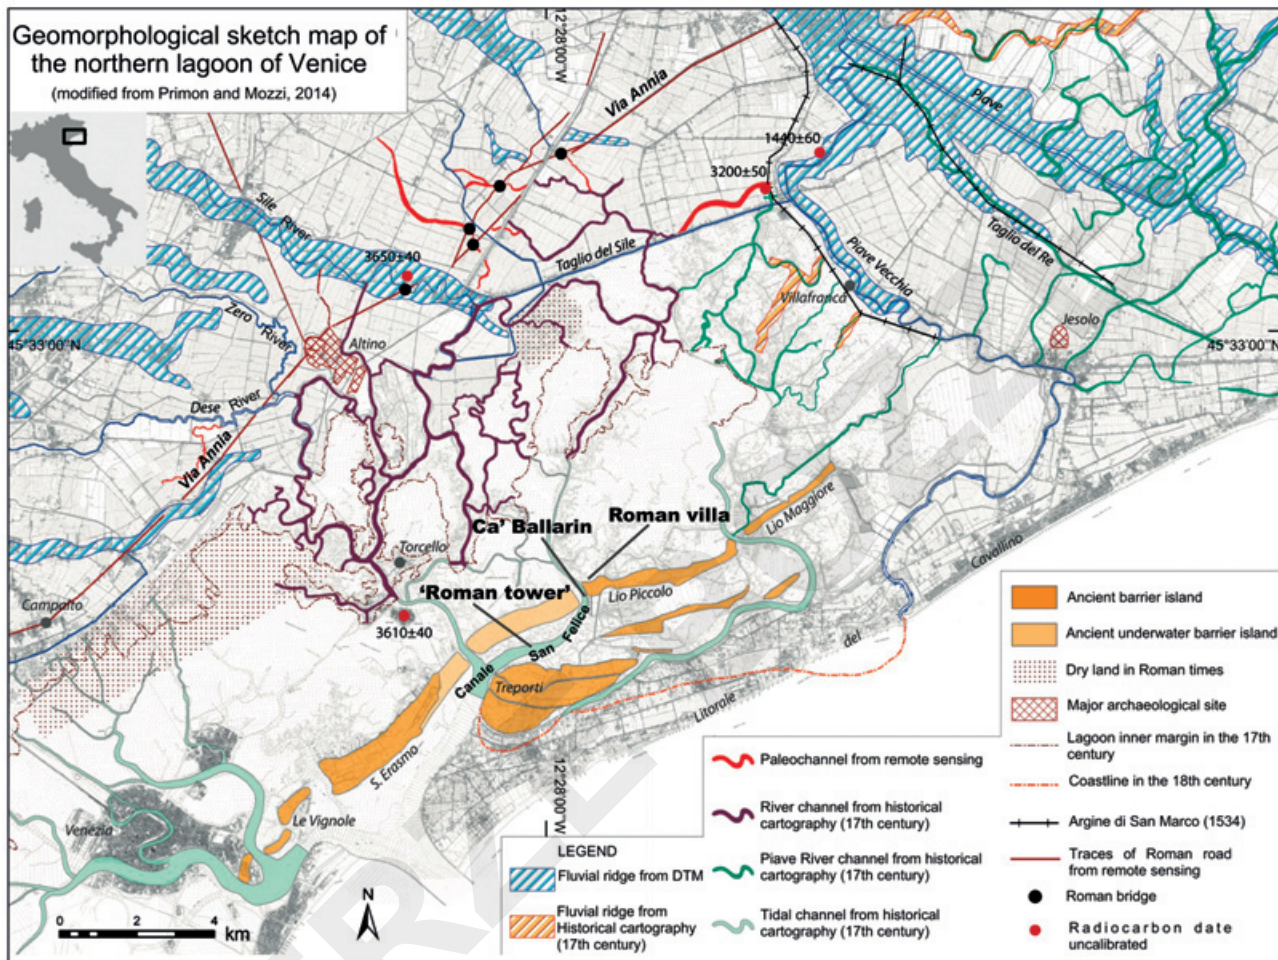 Geomorphological sketch map of
the northern lagoon of Venice
(modified from Primon and Mozzi, 2014)
12°28'00"W
Via Annia
Piave
1440±60
3200±50
Sile River
3650±40
Taglio del Sile
Piave Vecchia
Taglio del Re
Zero River
Villafranca
Jesolo
45°33'00"N
Altino
45°33'00"N
Dese River
Via Annia
Ca' Ballarin
Roman villa
Lio Maggiore
Torcello
Cavallino
'Roman tower'
Lio Piccolo
Campalto
3610±40
Canale San Felice
del
Treporti
Litorale
S. Erasmo
12°28'00"W
Le Vignole
Venezia
N
0 2 4
km
LEGEND
Fluvial ridge from DTM
Fluvial ridge from
Historical cartography
(17th century)
Paleochannel from remote sensing
River channel from historical
cartography (17th century)
Piave River channel from historical
cartography (17th century)
Tidal channel from historical
cartography (17th century)
Ancient barrier island
Ancient underwater barrier island
Dry land in Roman times
Major archaeological site
Lagoon inner margin in the 17th
century
Coastline in the 18th century
Argine di San Marco (1534)
Traces of Roman road
from remote sensing
Roman bridge
Radiocarbon date
uncalibrated